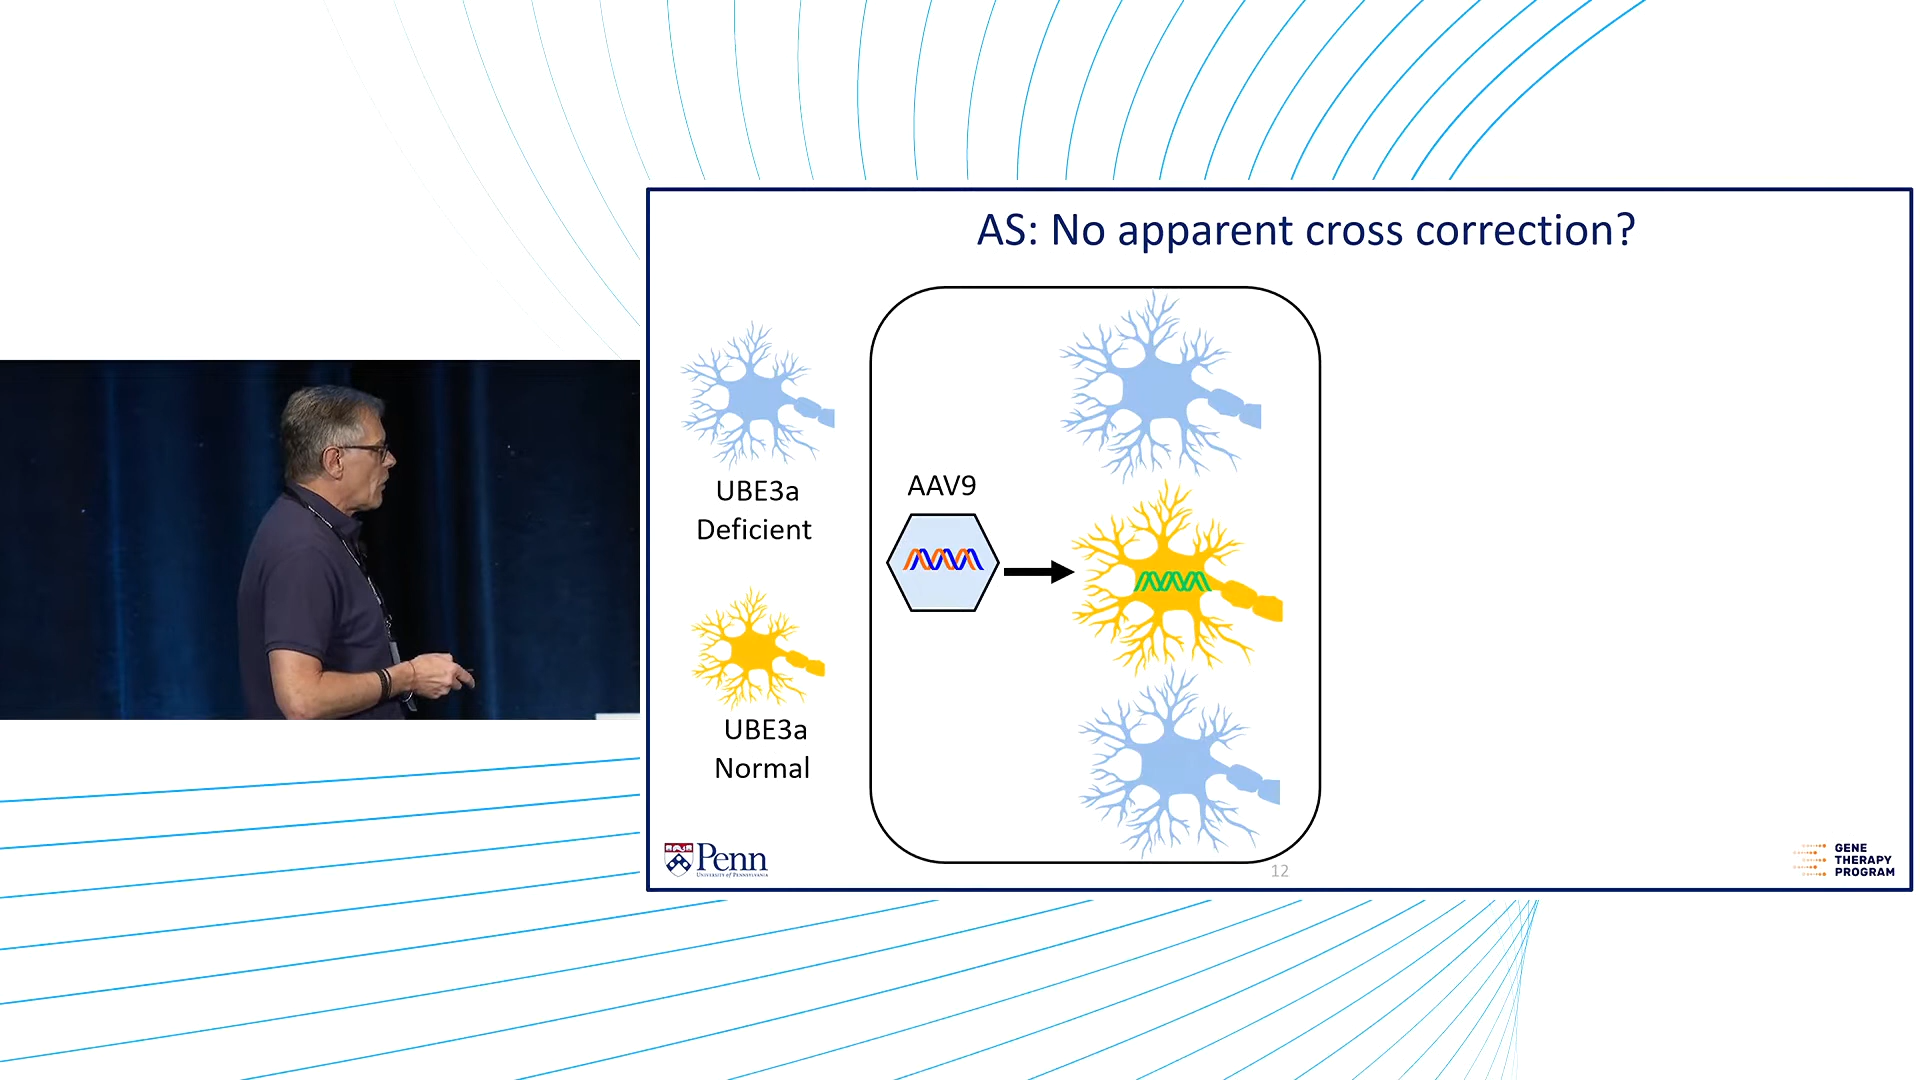 AS: No apparent cross correction?
UBE3a
Deficient
UBE3a
Normal
AAV9
Penn
UNIVERSITY OF PENNSYLVANIA
12
GENE
THERAPY
PROGRAM